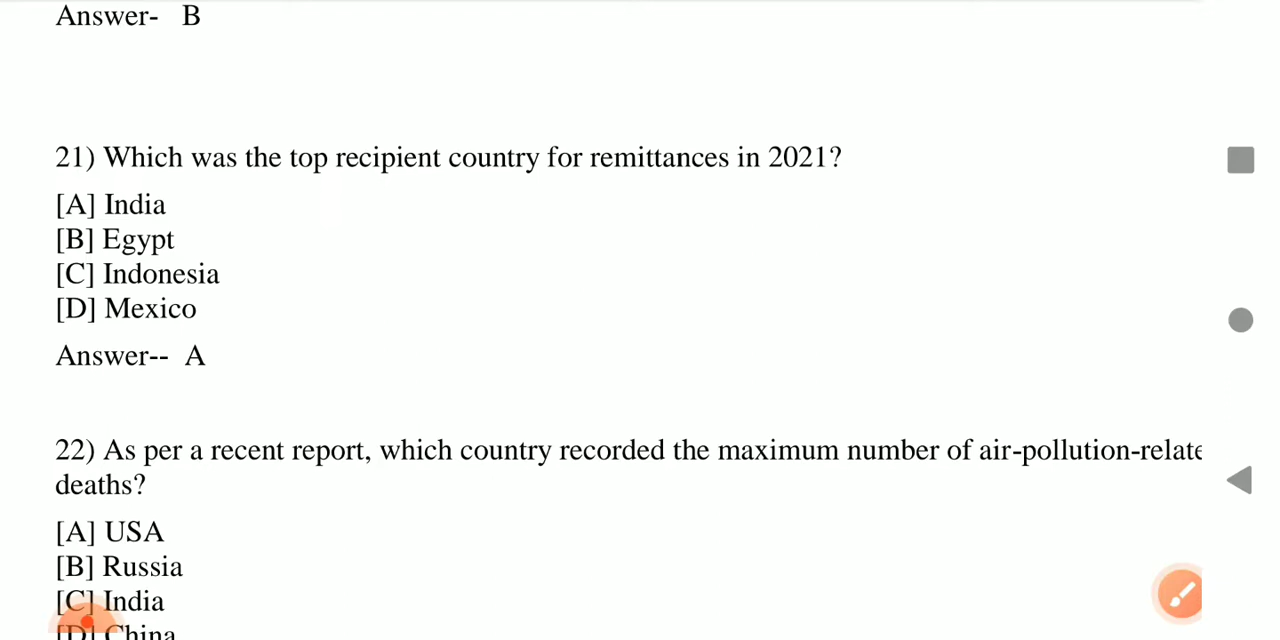 Answer- B
21) Which was the top recipient country for remittances in 2021?
[A] India
[B] Egypt
[C] Indonesia
[D] Mexico
Answer-- A
22) As per a recent report, which country recorded the maximum number of air-pollution-relate
deaths?
[A] USA
[B] Russia
[C] India
[D] China